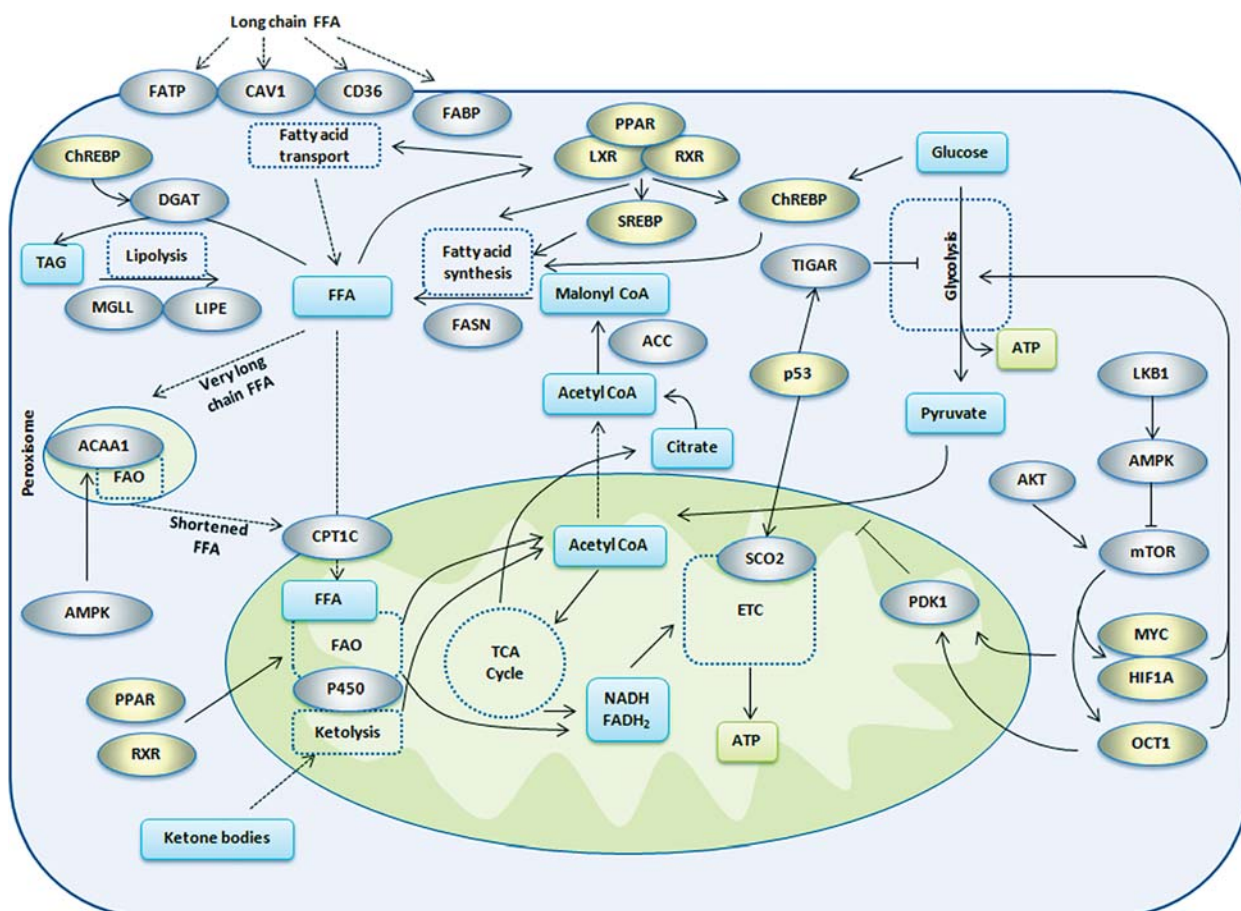 Long chain FFA
FATP
CAV1
CD36
FABP
Fatty acid
transport
PPAR
LXR
RXR
Glucose
ChREBP
DGAT
ChREBP
SREBP
TAG
Lipolysis
Fatty acid
synthesis
TIGAR
Glycolysis
MGLL
LIPE
FFA
Malonyl CoA
FASN
ACC
ATP
p53
LKB1
Very long
chain FFA
Acetyl CoA
Pyruvate
Peroxisome
ACAA1
FAO
Citrate
AMPK
AKT
Shortened
FFA
CPT1C
Acetyl CoA
SCO2
mTOR
AMPK
FFA
ETC
PDK1
FAO
TCA
Cycle
MYC
HIF1A
PPAR
P450
NADH
FADH₂
RXR
Ketolysis
ATP
OCT1
Ketone bodies